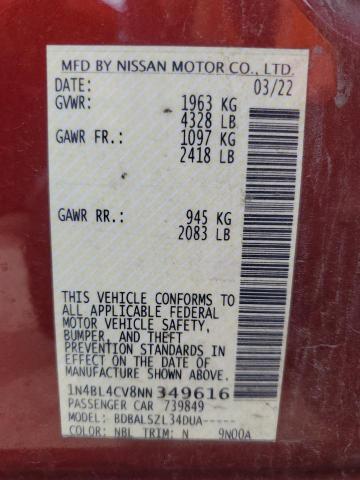 MFD BY NISSAN MOTOR CO., LTD.
DATE: 03/22
GVWR: 1963 KG
4328 LB
GAWR FR.: 1097 KG
2418 LB
GAWR RR.: 945 KG
2083 LB
THIS VEHICLE CONFORMS TO
ALL APPLICABLE FEDERAL
MOTOR VEHICLE SAFETY,
BUMPER, AND THEFT
PREVENTION STANDARDS
IN EFFECT ON THE DATE OF
MANUFACTURE SHOWN ABOVE.
1N4BL4CV8NN 349616
PASSENGER CAR 739849
MODEL: BDBALSZL34DUA-----
COLOR: NBL TRIM: N 9N00A